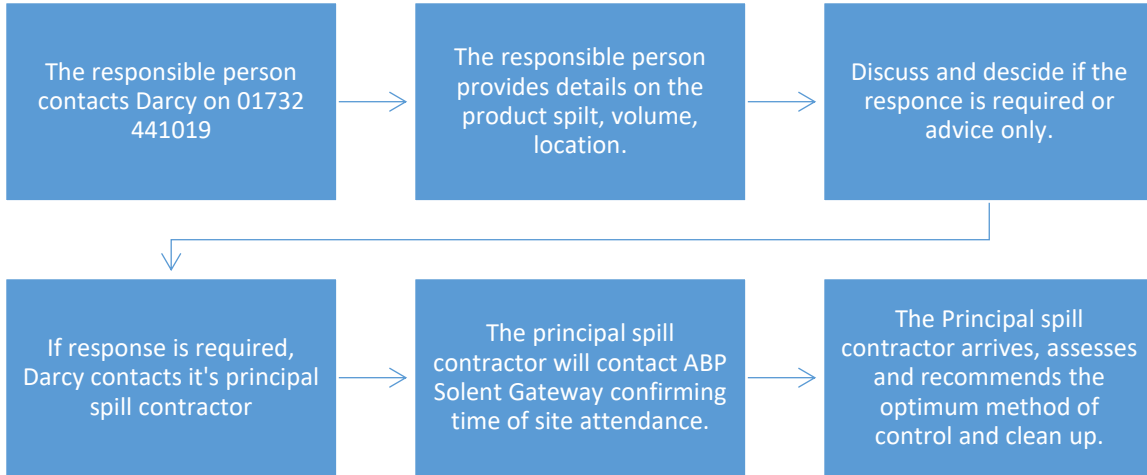 The responsible person
contacts Darcy on 01732
441019
The responsible person
provides details on the
product spilt, volume,
location.
Discuss and descide if the
responce is required or
advice only.
If response is required,
Darcy contacts it's principal
spill contractor
The principal spill
contractor will contact ABP
Solent Gateway confirming
time of site attendance.
The Principal spill
contractor arrives, assesses
and recommends the
optimum method of
control and clean up.